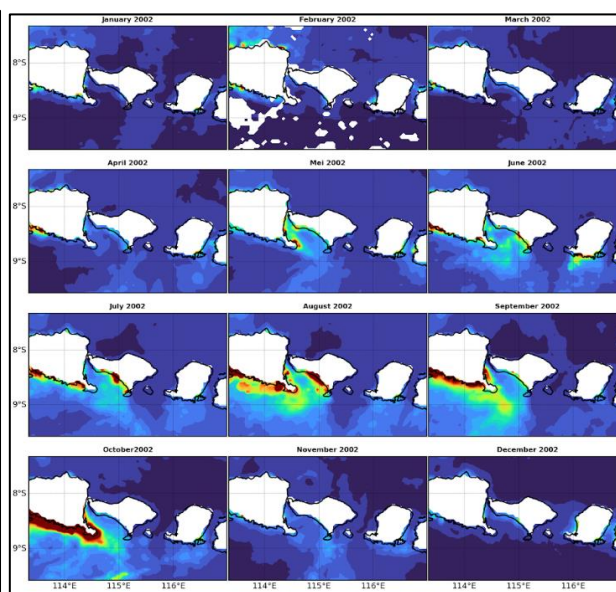 January 2002 February 2002 March 2002
8°S
9°S
April 2002 Mei 2002 June 2002
8°S
9°S
July 2002 August 2002 September 2002
8°S
9°S
October2002 November 2002 December 2002
8°S
9°S
114°E 115°E 116°E 114°E 115°E 116°E 114°E 115°E 116°E